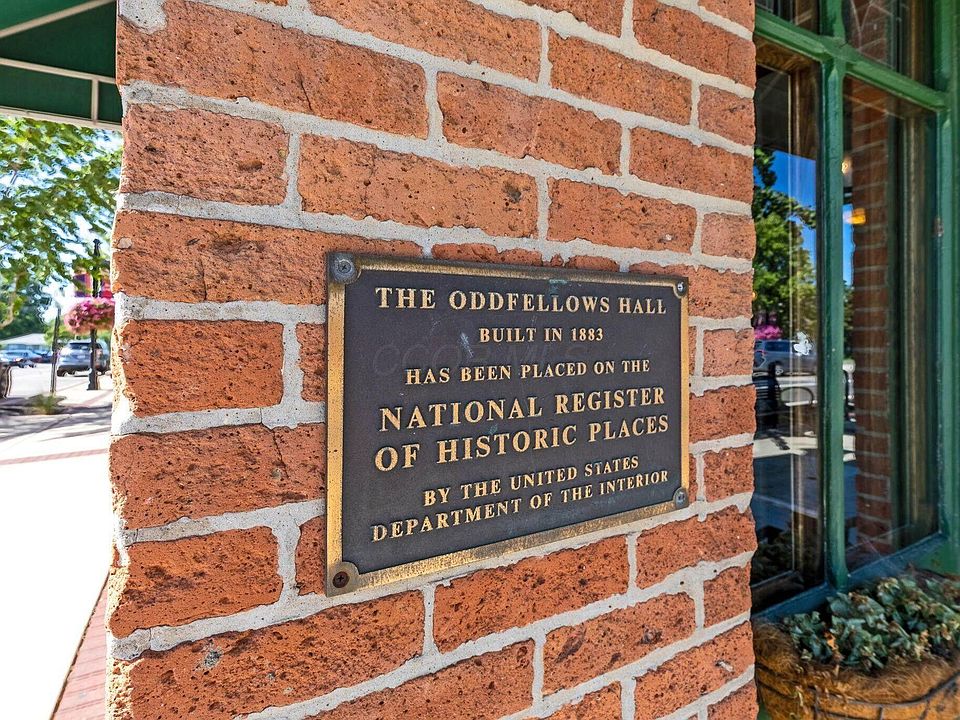 THE ODDFELLOWS HALL
BUILT IN 1883
HAS BEEN PLACED ON THE
NATIONAL REGISTER
OF HISTORIC PLACES
BY THE UNITED STATES
DEPARTMENT OF THE INTERIOR